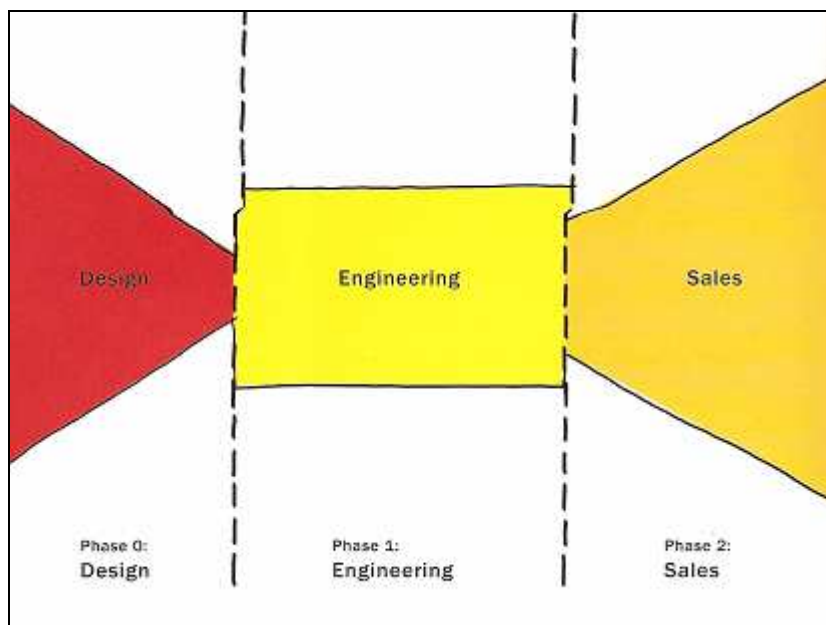 Design
Engineering
Sales
Phase 0:
Design
Phase 1:
Engineering
Phase 2:
Sales